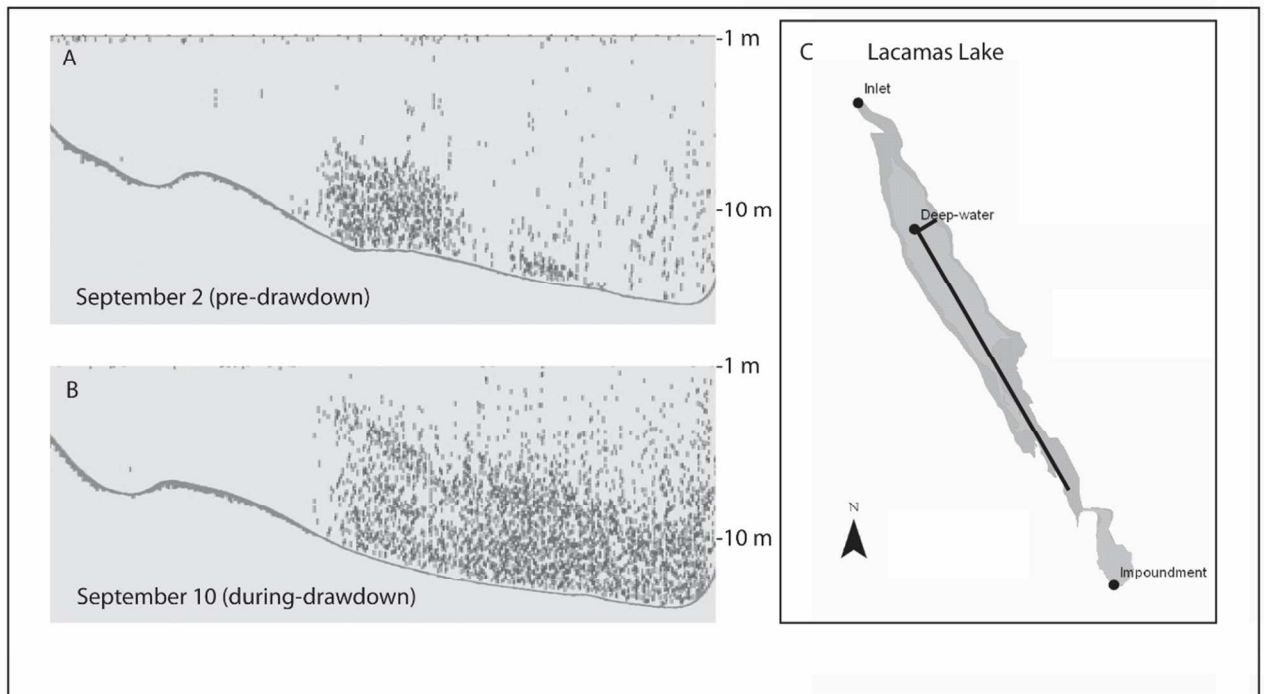 A
-1 m
-10 m
September 2 (pre-drawdown)
B
-1 m
-10 m
September 10 (during-drawdown)
C Lacamas Lake
Inlet
Deep-water
N
Impoundment